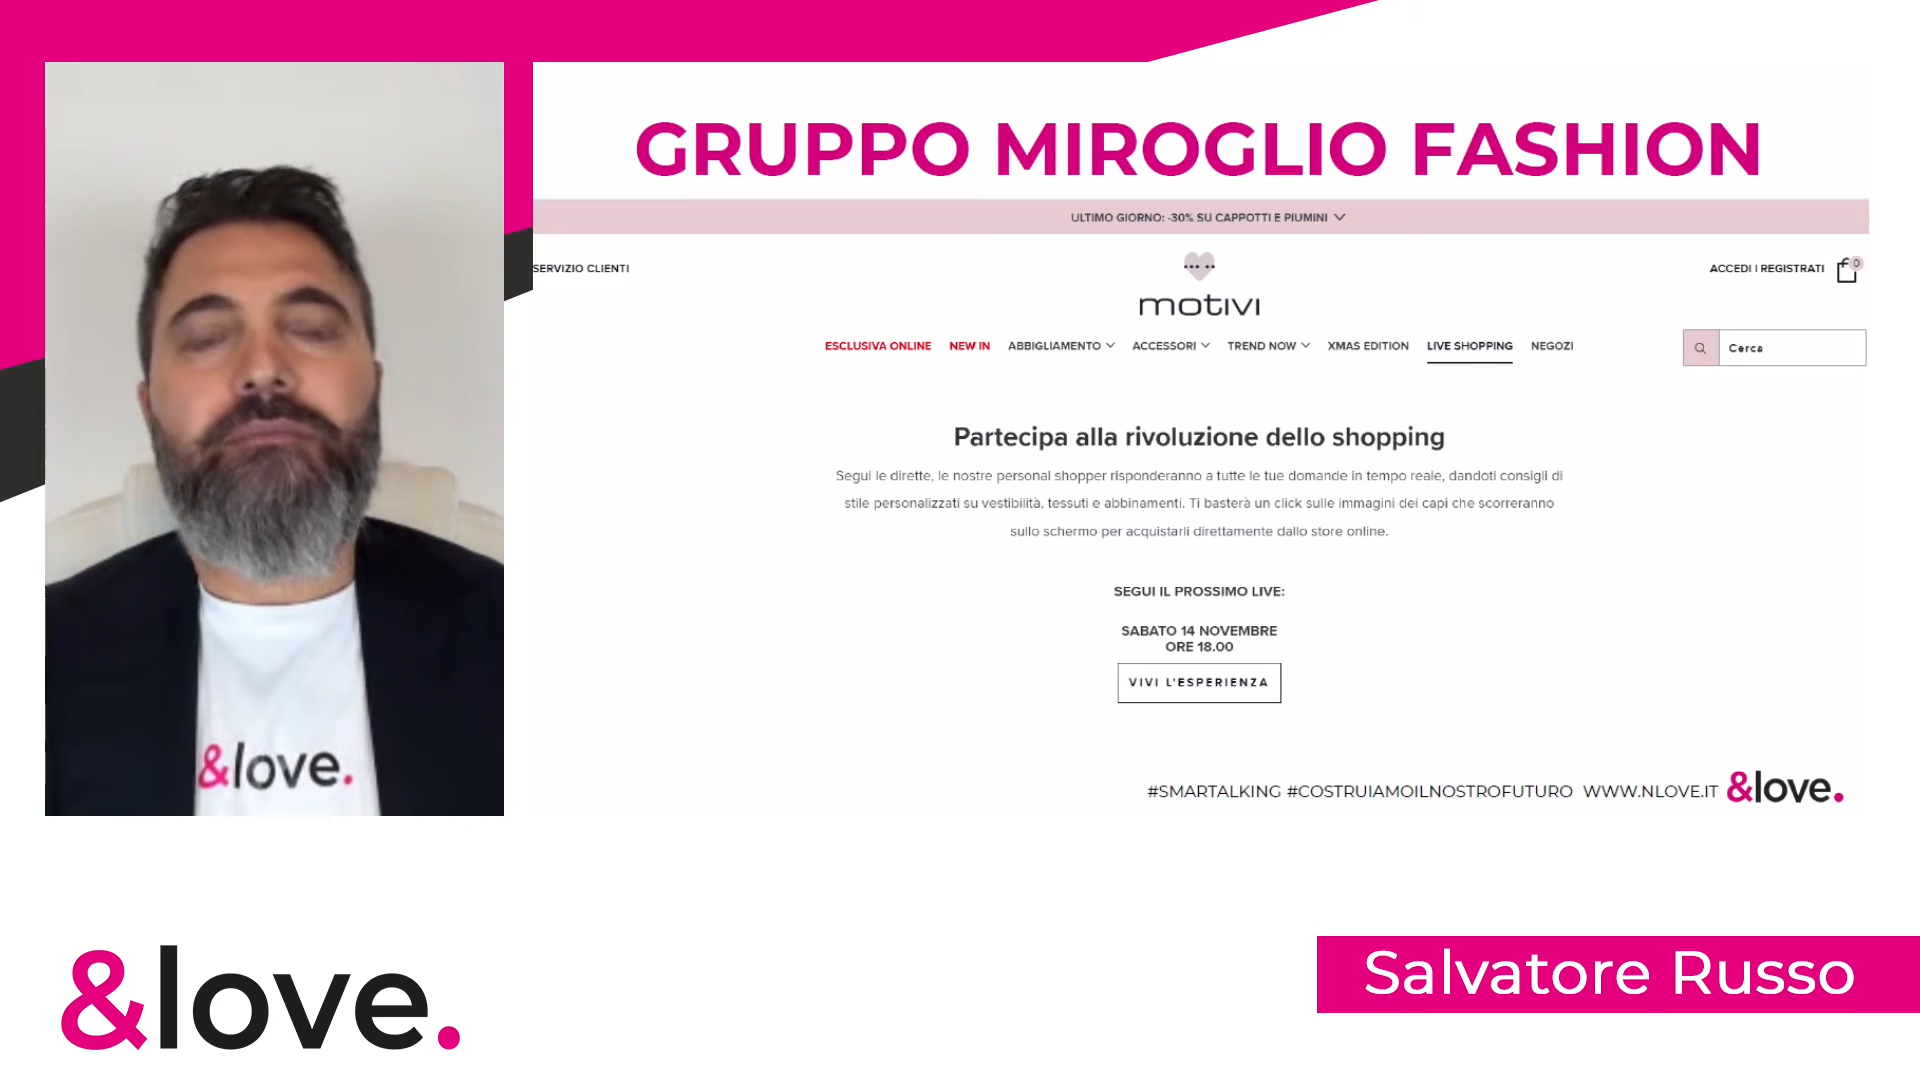 GRUPPO MIROGLIO FASHION
ULTIMO GIORNO: -30% SU CAPPOTTI E PIUMINI
SERVIZIO CLIENTI
ACCEDI | REGISTRATI
0
motivi
ESCLUSIVA ONLINE NEW IN ABBIGLIAMENTO ACCESSORI TREND NOW XMAS EDITION LIVE SHOPPING NEGOZI
Cerca
Partecipa alla rivoluzione dello shopping
Segui le dirette, le nostre personal shopper risponderanno a tutte le tue domande in tempo reale, dandoti consigli di
stile personalizzati su vestibilità, tessuti e abbinamenti. Ti basterà un click sulle immagini dei capi che scorreranno
sullo schermo per acquistarli direttamente dallo store online.
SEGUI IL PROSSIMO LIVE:
SABATO 14 NOVEMBRE
ORE 18.00
VIVI L'ESPERIENZA
&love.
#SMARTALKING #COSTRUIAMOILNOSTROFUTURO WWW.NLOVE.IT &love.
&love.
Salvatore Russo